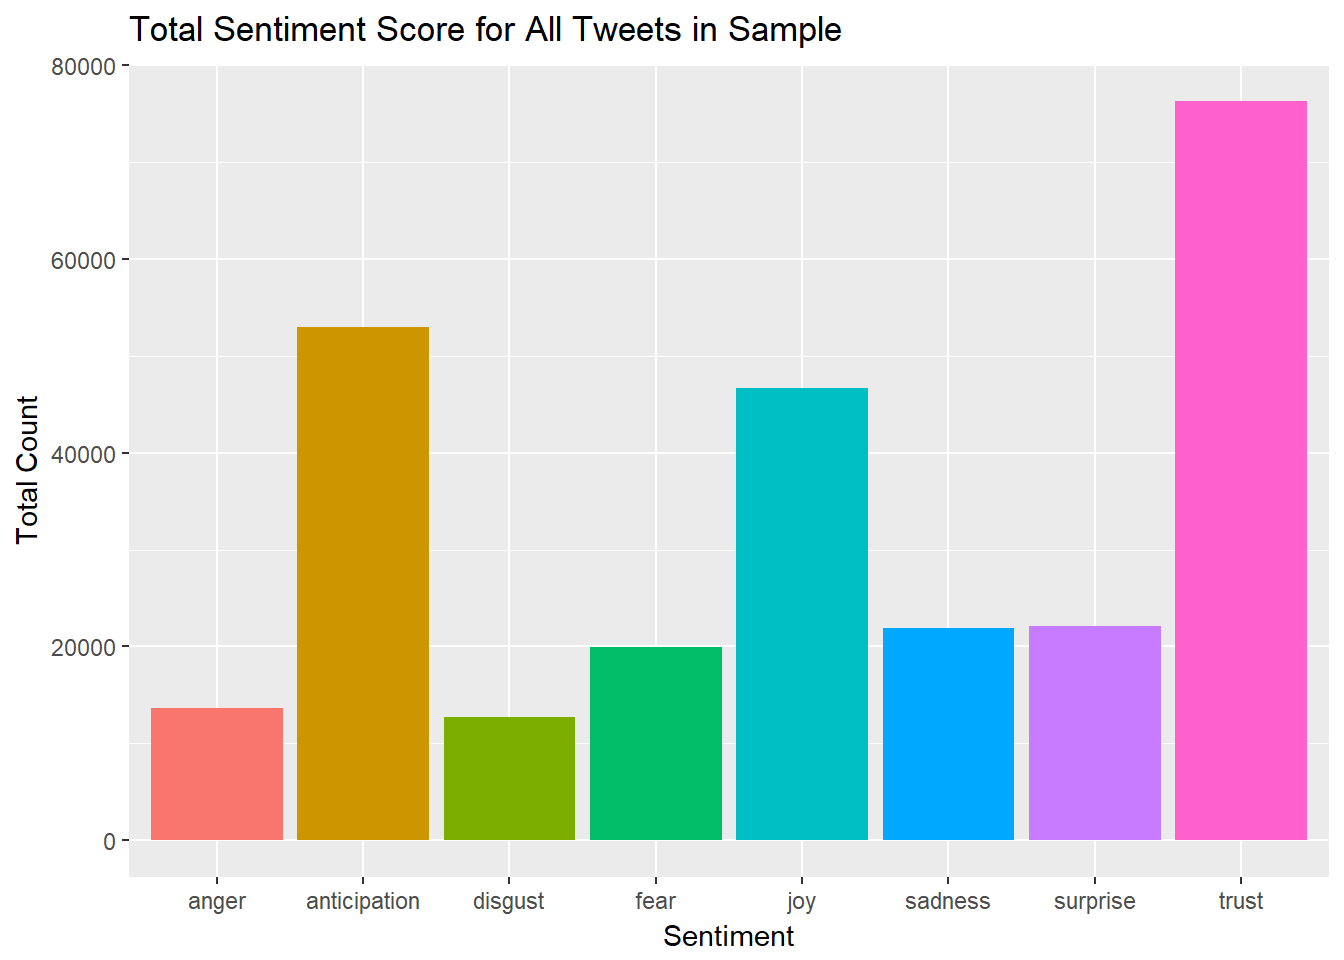 Total Sentiment Score for All Tweets in Sample
80000
60000
40000
20000
0
Total Count
anger anticipation disgust fear joy sadness surprise trust
Sentiment